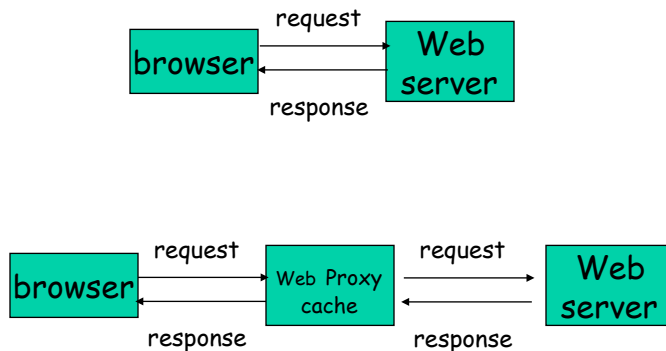 request
browser
Web
server
response
request
request
browser
Web Proxy
cache
Web
server
response
response